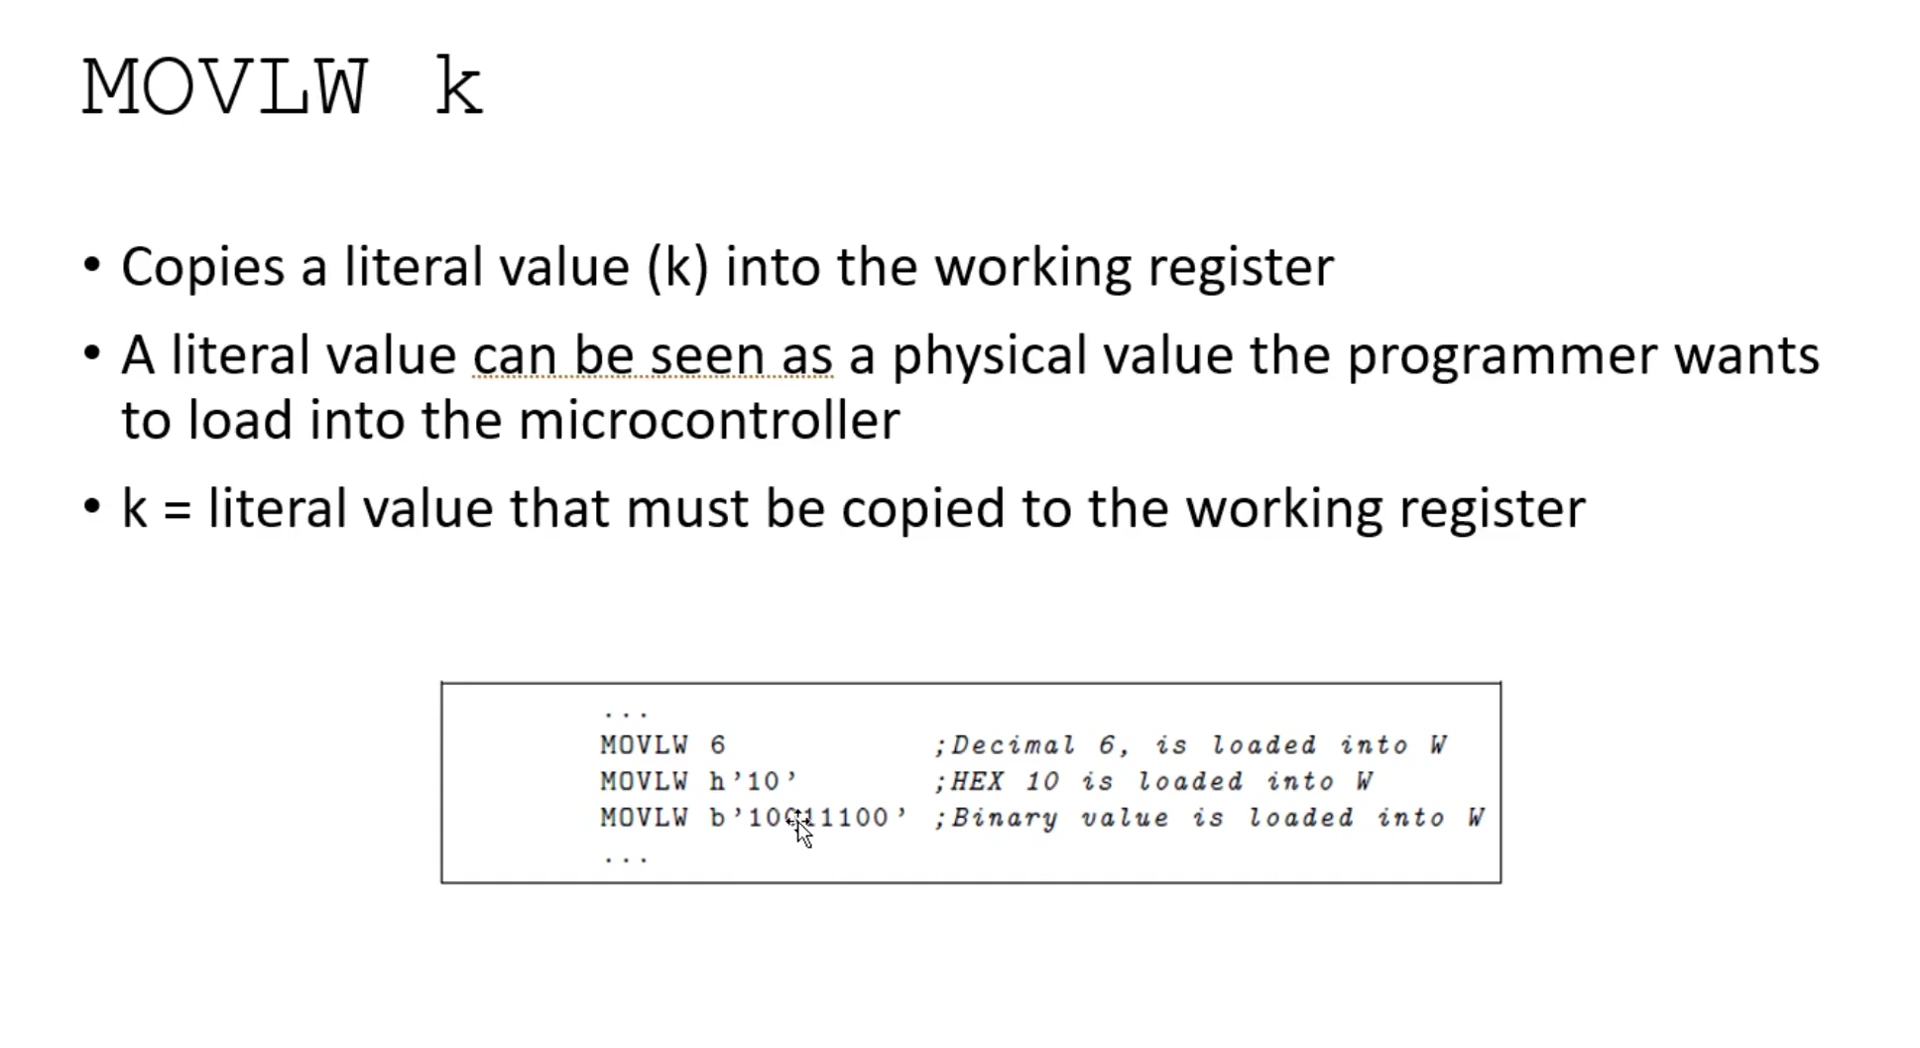 MOVLW k
• Copies a literal value (k) into the working register
• A literal value can be seen as a physical value the programmer wants
to load into the microcontroller
• k = literal value that must be copied to the working register
...
MOVLW 6 ;Decimal 6, is loaded into W
MOVLW h’10’ ;HEX 10 is loaded into W
MOVLW b’10011100’ ;Binary value is loaded into W
...